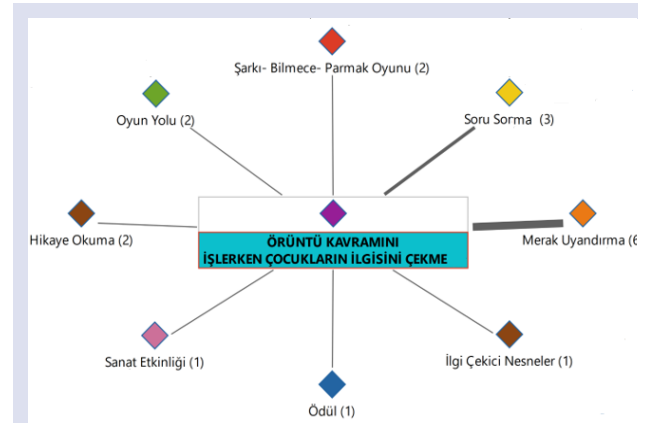 Şarkı- Bilmece- Parmak Oyunu (2)
Oyun Yolu (2)
Soru Sorma (3)
Hikaye Okuma (2)
ÖRÜNTÜ KAVRAMINI
İŞLERKEN ÇOCUKLARIN İLGİSİNİ ÇEKME
Merak Uyandırma (6
Sanat Etkinliği (1)
İlgi Çekici Nesneler (1)
Ödül (1)